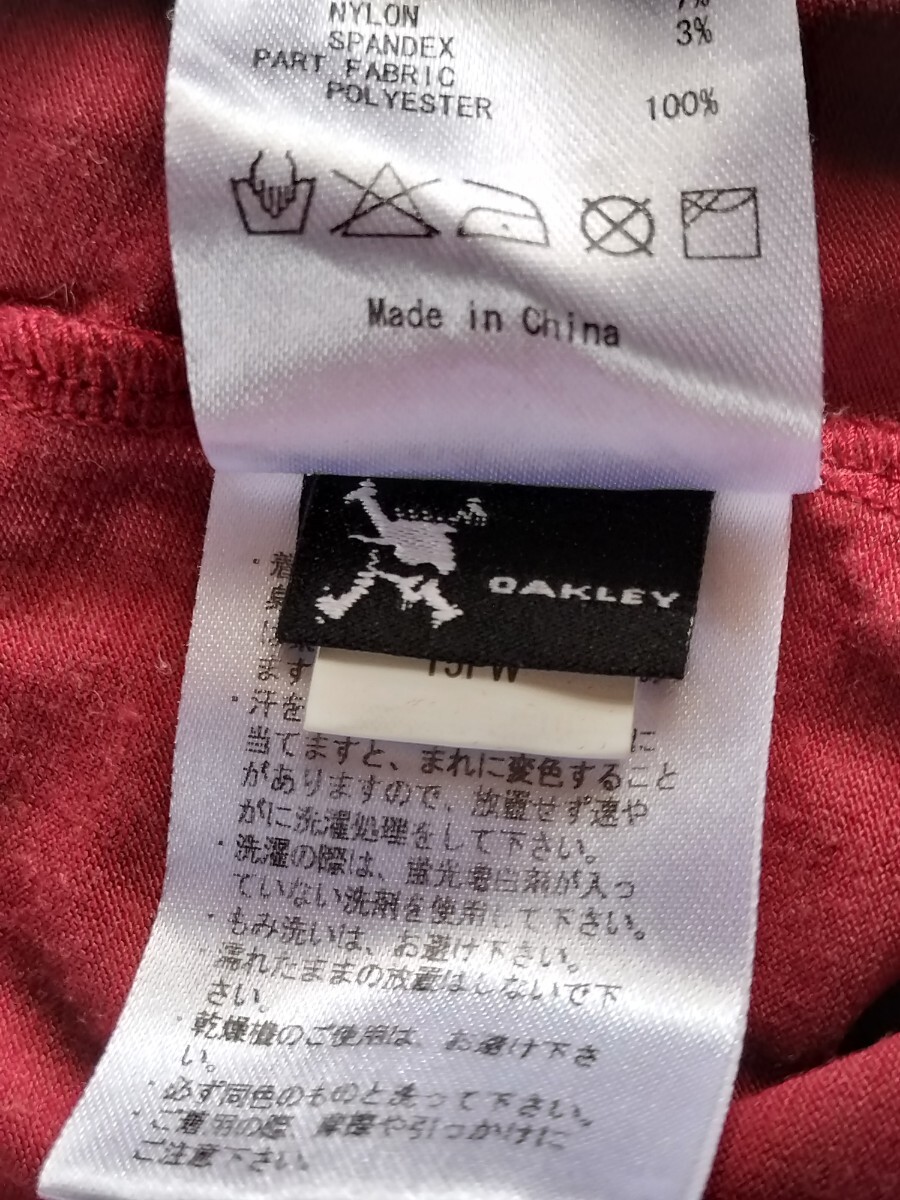 NYLON
SPANDEX 3%
PART FABRIC
POLYESTER 100%
Made in China
OAKLEY
・着
ます
・汗を に
当てますと、まれに変色すること
がありますので、放置せず速や
かに洗濯処理をして下さい。
・洗濯の際は、蛍光増白剤が入っ
ていない洗剤を使用して下さい。
・もみ洗いは、お避け下さい。
濡れたままの放置はしないで下
さい。
・乾燥機のご使用は、お避け下さ
い。
・必ず同色のものと洗って下さい。
・ご着用の際、摩擦や引っかけに
ご注意下さい。